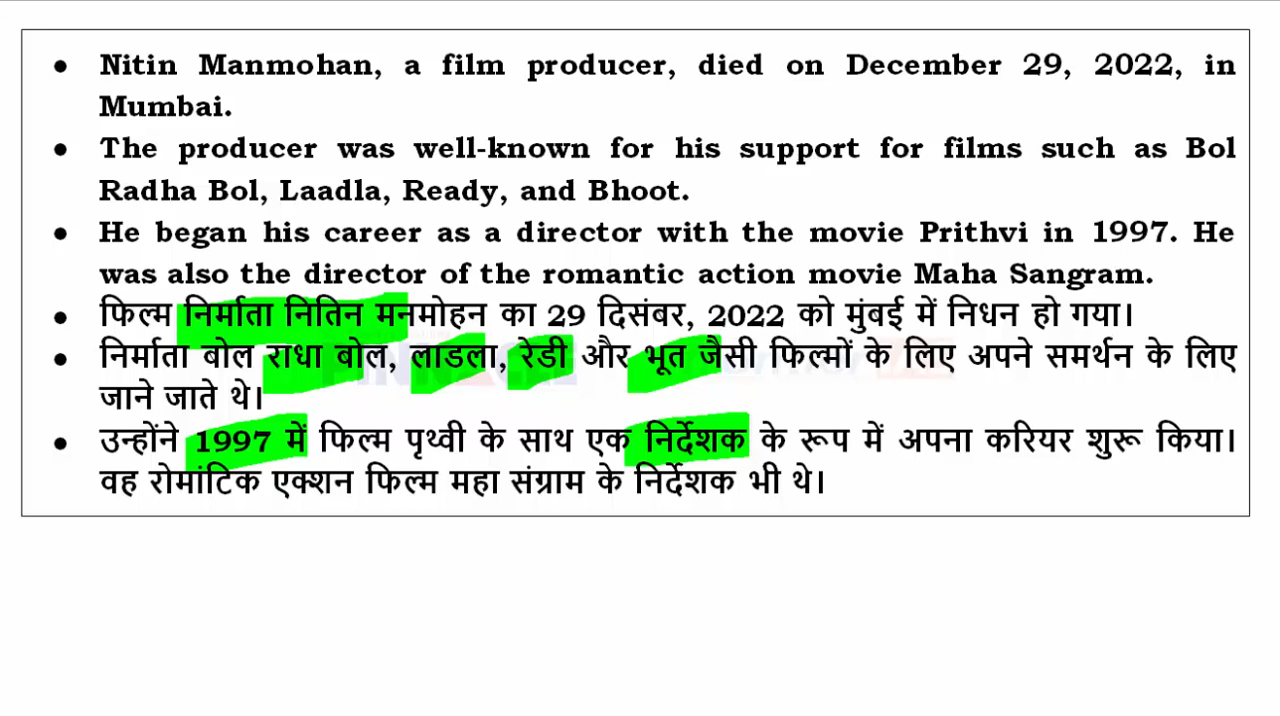 • Nitin Manmohan, a film producer, died on December 29, 2022, in
Mumbai.
• The producer was well-known for his support for films such as Bol
Radha Bol, Laadla, Ready, and Bhoot.
• He began his career as a director with the movie Prithvi in 1997. He
was also the director of the romantic action movie Maha Sangram.
• फिल्म निर्माता नितिन मनमोहन का 29 दिसंबर, 2022 को मुंबई में निधन हो गया।
• निर्माता बोल राधा बोल, लाडला, रेडी और भूत जैसी फिल्मों के लिए अपने समर्थन के लिए
जाने जाते थे।
• उन्होंने 1997 में फिल्म पृथ्वी के साथ एक निर्देशक के रूप में अपना करियर शुरू किया।
वह रोमांटिक एक्शन फिल्म महा संग्राम के निर्देशक भी थे।